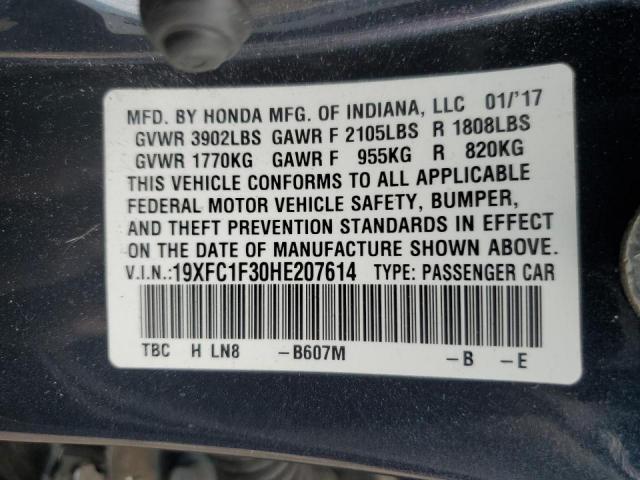 MFD. BY HONDA MFG. OF INDIANA, LLC 01/'17
GVWR 3902LBS GAWR F 2105LBS R 1808LBS
GVWR 1770KG GAWR F 955KG R 820KG
THIS VEHICLE CONFORMS TO ALL APPLICABLE
FEDERAL MOTOR VEHICLE SAFETY, BUMPER,
AND THEFT PREVENTION STANDARDS IN EFFECT
ON THE DATE OF MANUFACTURE SHOWN ABOVE.
V.I.N.:19XFC1F30HE207614 TYPE: PASSENGER CAR
TBC H LN8 -B607M -B -E